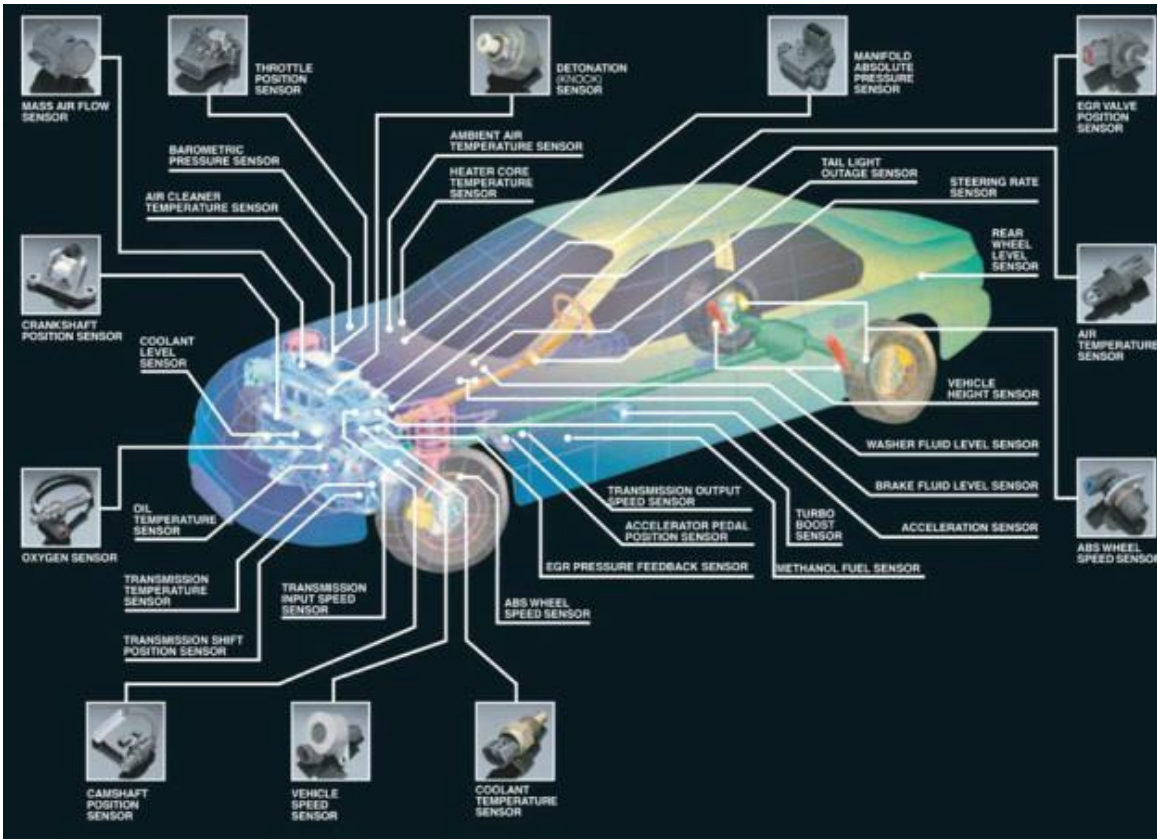 MASS AIR FLOW
SENSOR
THROTTLE
POSITION
SENSOR
DETONATION
(KNOCK)
SENSOR
MANIFOLD
ABSOLUTE
PRESSURE
SENSOR
EGR VALVE
POSITION
SENSOR
BAROMETRIC
PRESSURE SENSOR
AMBIENT AIR
TEMPERATURE SENSOR
HEATER CORE
TEMPERATURE
SENSOR
TAIL LIGHT
OUTAGE SENSOR
STEERING RATE
SENSOR
AIR CLEANER
TEMPERATURE SENSOR
REAR
WHEEL
LEVEL
SENSOR
CRANKSHAFT
POSITION SENSOR
COOLANT
LEVEL
SENSOR
AIR
TEMPERATURE
SENSOR
VEHICLE
HEIGHT SENSOR
WASHER FLUID LEVEL SENSOR
BRAKE FLUID LEVEL SENSOR
OXYGEN SENSOR
OIL
TEMPERATURE
SENSOR
TRANSMISSION OUTPUT
SPEED SENSOR
ACCELERATOR PEDAL
POSITION SENSOR
TURBO
BOOST
SENSOR
ACCELERATION SENSOR
ABS WHEEL
SPEED SENSOR
EGR PRESSURE FEEDBACK SENSOR
METHANOL FUEL SENSOR
TRANSMISSION
TEMPERATURE
SENSOR
TRANSMISSION
INPUT SPEED
SENSOR
ABS WHEEL
SPEED SENSOR
TRANSMISSION SHIFT
POSITION SENSOR
CAMSHAFT
POSITION
SENSOR
VEHICLE
SPEED
SENSOR
COOLANT
TEMPERATURE
SENSOR